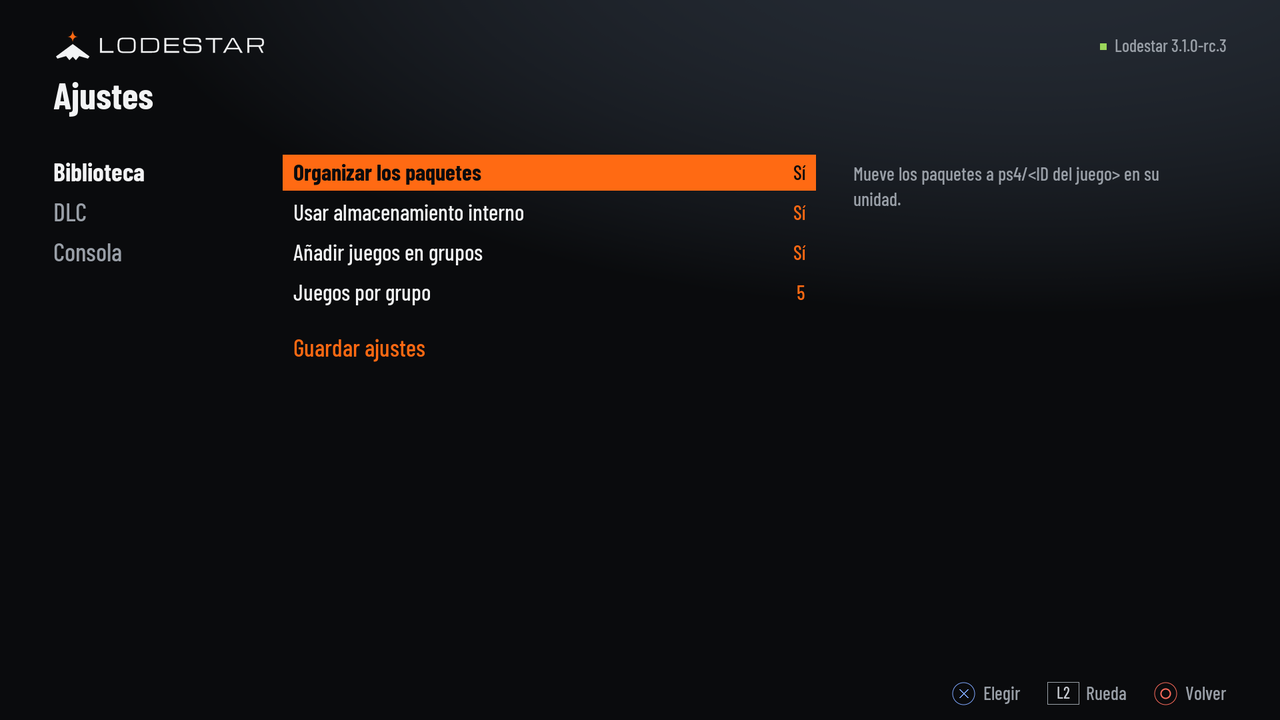 LODESTAR
Lodestar 3.1.0-rc.3
Ajustes
Biblioteca
DLC
Consola
Organizar los paquetes Sí
Usar almacenamiento interno Sí
Añadir juegos en grupos Sí
Juegos por grupo 5
Guardar ajustes
Mueve los paquetes a ps4/<ID del juego> en su
unidad.
Elegir L2 Rueda Volver